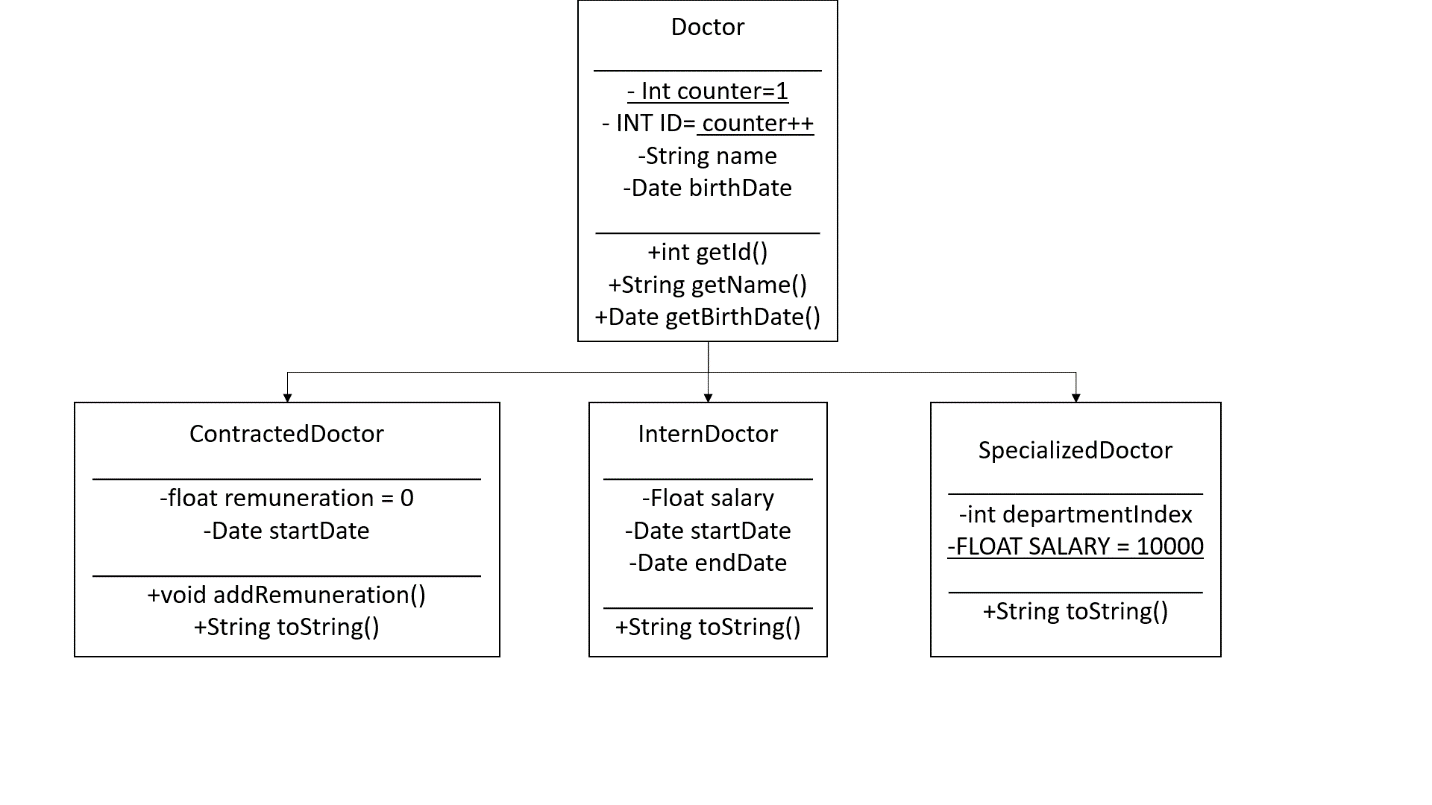 Doctor
- Int counter=1
- INT ID= counter++
-String name
-Date birthDate
+int getId()
+String getName()
+Date getBirthDate()
ContractedDoctor
-float remuneration = 0
-Date startDate
+void addRemuneration()
+String toString()
InternDoctor
-Float salary
-Date startDate
-Date endDate
+String toString()
SpecializedDoctor
-int departmentIndex
-FLOAT SALARY = 10000
+String toString()